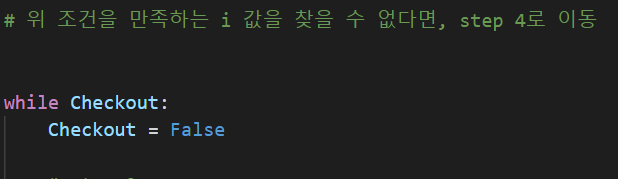 # 위 조건을 만족하는 i 값을 찾을 수 없다면, step 4로 이동
while Checkout:
Checkout = False